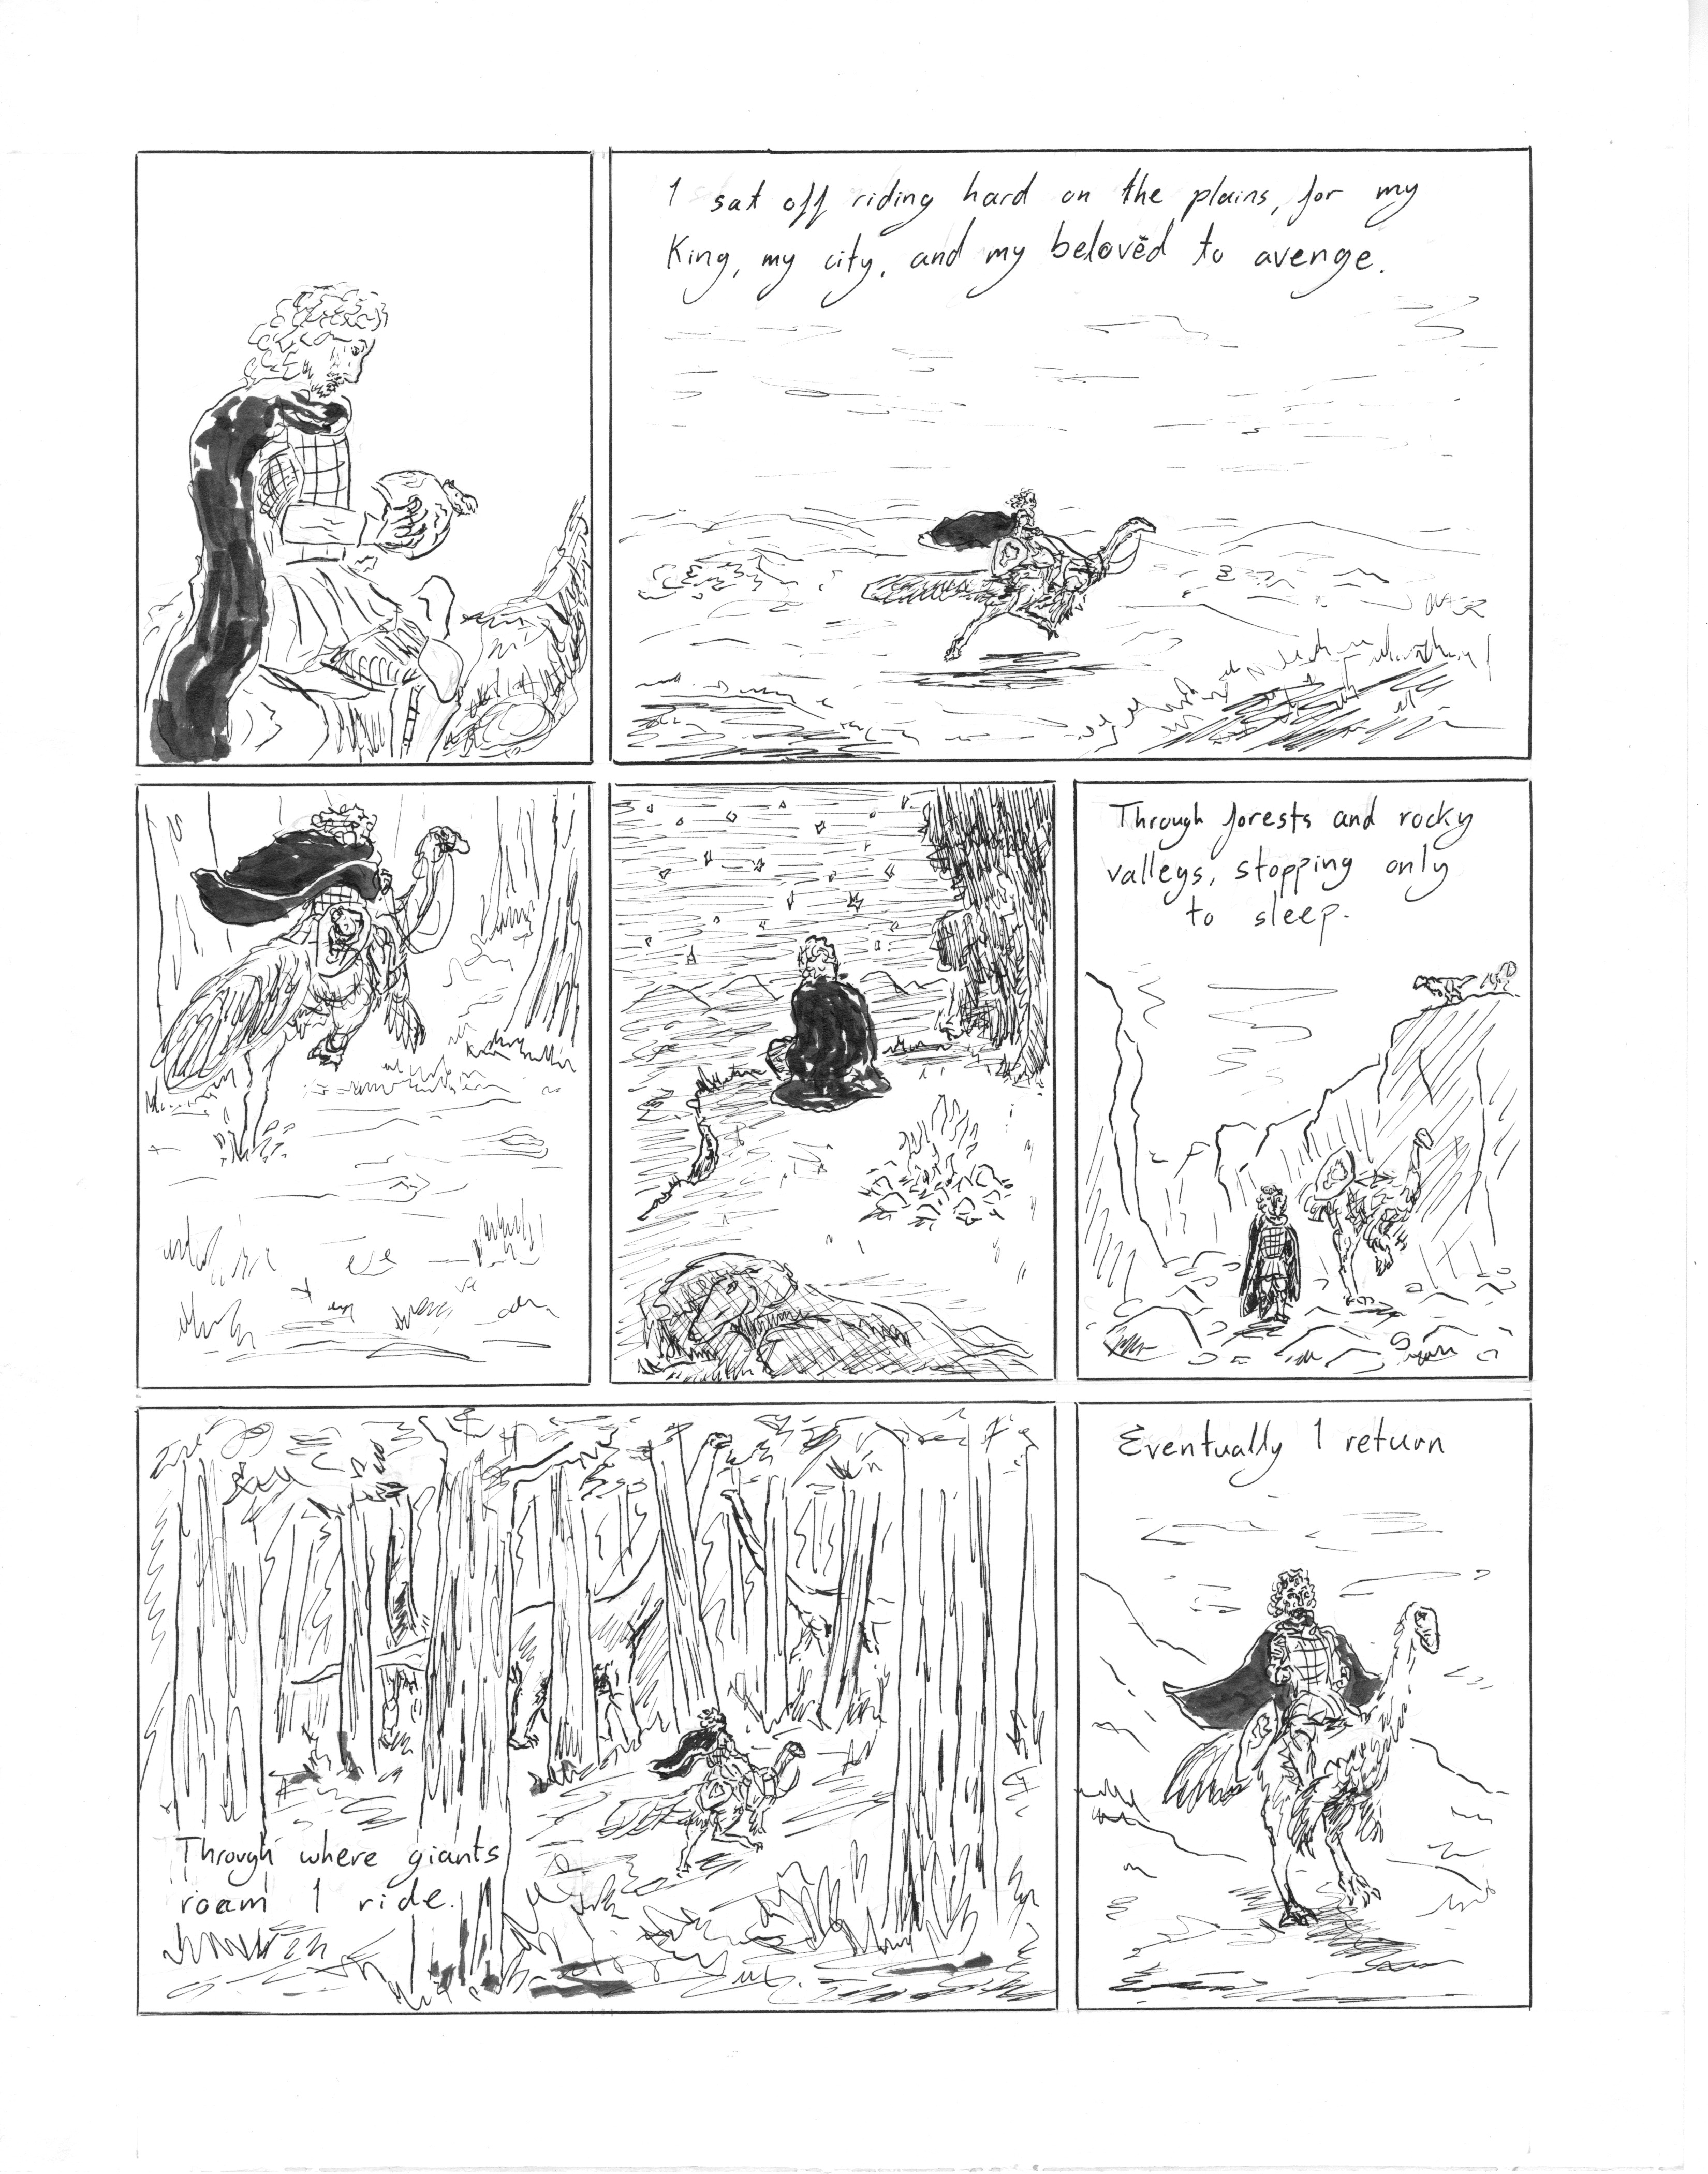 I sat off riding hard on the plains, for my
King, my city, and my belovēd to avenge.
Through forests and rocky
valleys, stopping only
to sleep.
Through where giants
roam I ride.
Eventually I return